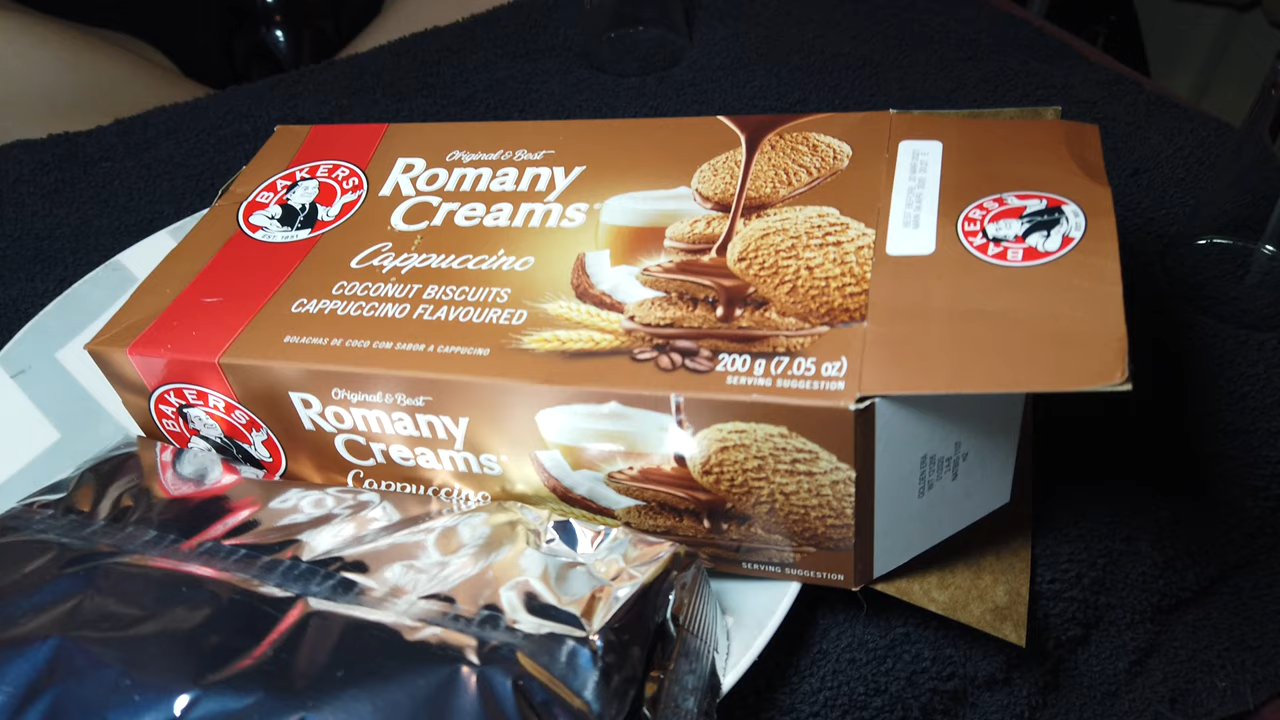 BAKERS
EST. 1851
Original & Best
Romany
Creams
Cappuccino
COCONUT BISCUITS
CAPPUCCINO FLAVOURED
BOLACHAS DE COCO COM SABOR A CAPPUCINO
200 g (7.05 oz)
SERVING SUGGESTION
BAKERS
BAKERS
Original & Best
Romany
Creams
Cappuccino
SERVING SUGGESTION